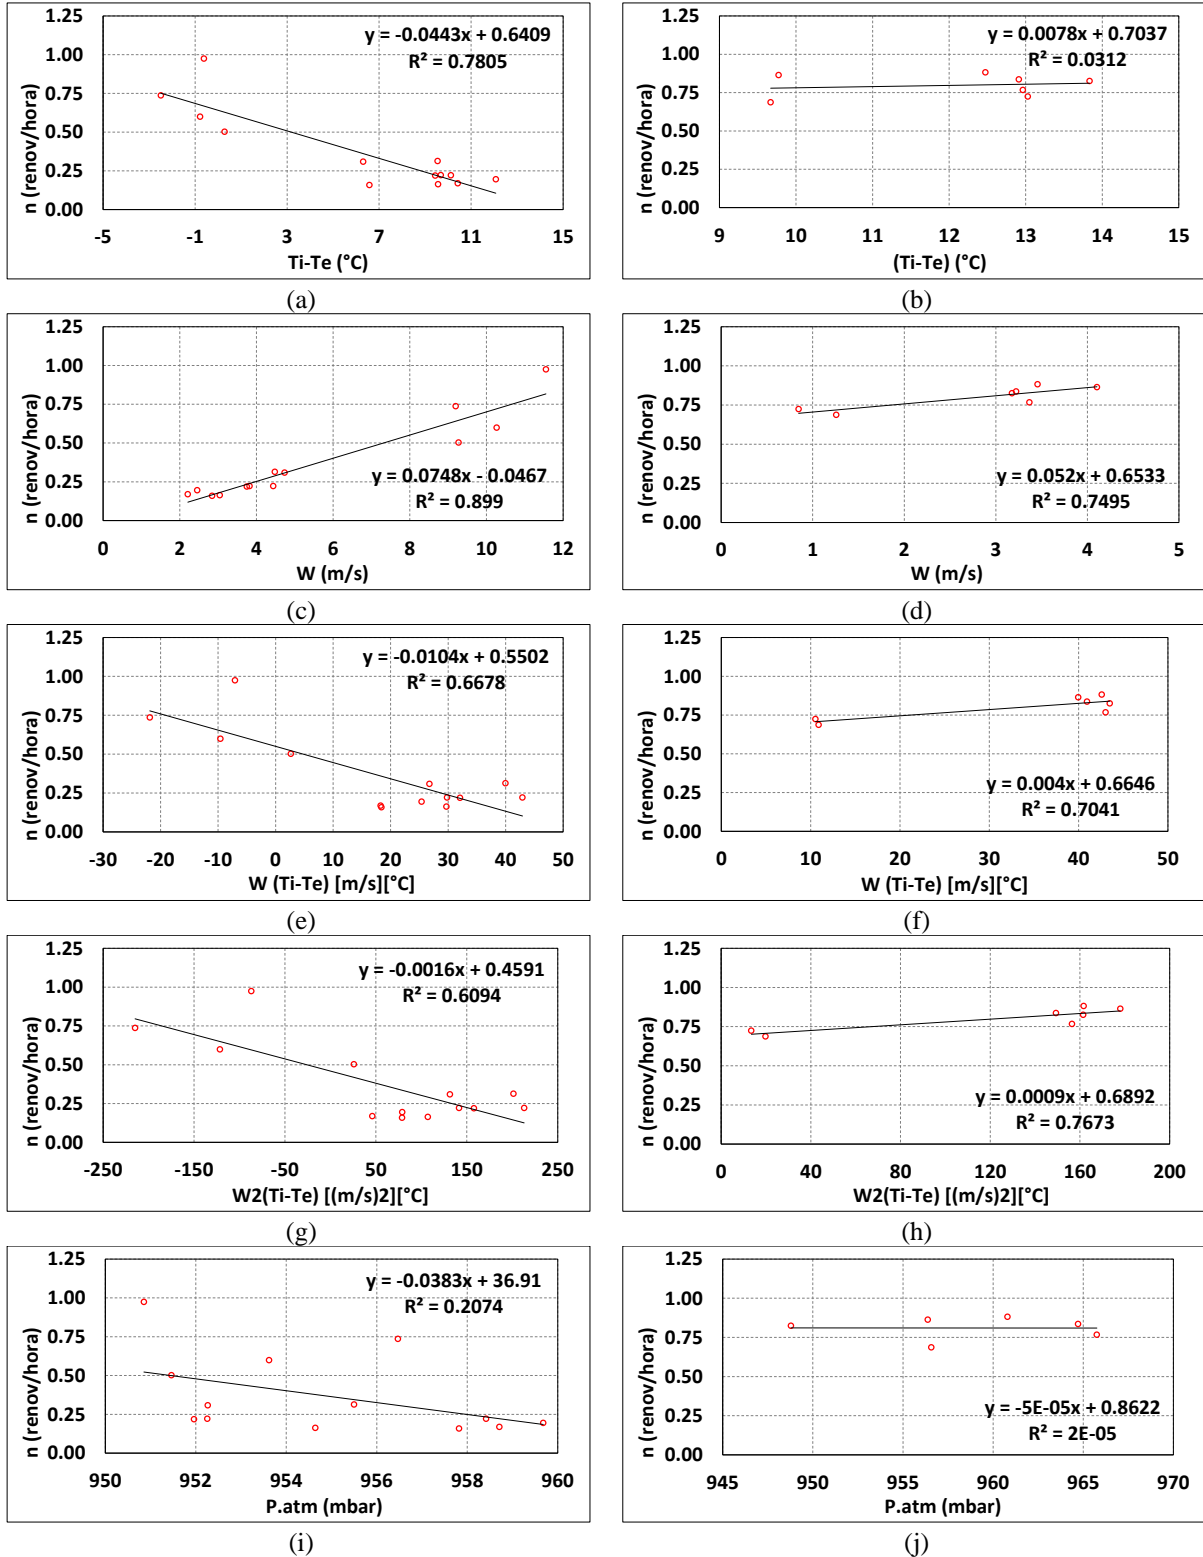 1.25
1.00
0.75
0.50
0.25
0.00
n (renov/hora)
y = -0.0443x + 0.6409
R² = 0.7805
-5 -1 3 7 11 15
Ti-Te (°C)
(a)
1.25
1.00
0.75
0.50
0.25
0.00
n (renov/hora)
y = 0.0078x + 0.7037
R² = 0.0312
9 10 11 12 13 14 15
(Ti-Te) (°C)
(b)
1.25
1.00
0.75
0.50
0.25
0.00
n (renov/hora)
y = 0.0748x - 0.0467
R² = 0.899
0 2 4 6 8 10 12
W (m/s)
(c)
1.25
1.00
0.75
0.50
0.25
0.00
n (renov/hora)
y = 0.052x + 0.6533
R² = 0.7495
0 1 2 3 4 5
W (m/s)
(d)
1.25
1.00
0.75
0.50
0.25
0.00
n (renov/hora)
y = -0.0104x + 0.5502
R² = 0.6678
-30 -20 -10 0 10 20 30 40 50
W (Ti-Te) [m/s][°C]
(e)
1.25
1.00
0.75
0.50
0.25
0.00
n (renov/hora)
y = 0.004x + 0.6646
R² = 0.7041
0 10 20 30 40 50
W (Ti-Te) [m/s][°C]
(f)
1.25
1.00
0.75
0.50
0.25
0.00
n (renov/hora)
y = -0.0016x + 0.4591
R² = 0.6094
-250 -150 -50 50 150 250
W2(Ti-Te) [(m/s)2][°C]
(g)
1.25
1.00
0.75
0.50
0.25
0.00
n (renov/hora)
y = 0.0009x + 0.6892
R² = 0.7673
0 40 80 120 160 200
W2(Ti-Te) [(m/s)2][°C]
(h)
1.25
1.00
0.75
0.50
0.25
0.00
n (renov/hora)
y = -0.0383x + 36.91
R² = 0.2074
950 952 954 956 958 960
P.atm (mbar)
(i)
1.25
1.00
0.75
0.50
0.25
0.00
n (renov/hora)
y = -5E-05x + 0.8622
R² = 2E-05
945 950 955 960 965 970
P.atm (mbar)
(j)